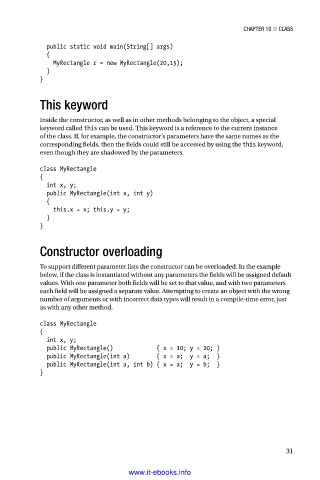 CHAPTER 10 ■ CLASS
public static void main(String[] args)
{
MyRectangle r = new MyRectangle(20,15);
}
}
This keyword
Inside the constructor, as well as in other methods belonging to the object, a special
keyword called this can be used. This keyword is a reference to the current instance
of the class. If, for example, the constructor's parameters have the same names as the
corresponding fields, then the fields could still be accessed by using the this keyword,
even though they are shadowed by the parameters.
class MyRectangle
{
int x, y;
public MyRectangle(int x, int y)
{
this.x = x; this.y = y;
}
}
Constructor overloading
To support different parameter lists the constructor can be overloaded. In the example
below, if the class is instantiated without any parameters the fields will be assigned default
values. With one parameter both fields will be set to that value, and with two parameters
each field will be assigned a separate value. Attempting to create an object with the wrong
number of arguments or with incorrect data types will result in a compile-time error, just
as with any other method.
class MyRectangle
{
int x, y;
public MyRectangle() { x = 10; y = 20; }
public MyRectangle(int a) { x = a; y = a; }
public MyRectangle(int a, int b) { x = a; y = b; }
}
31
www.it-ebooks.info